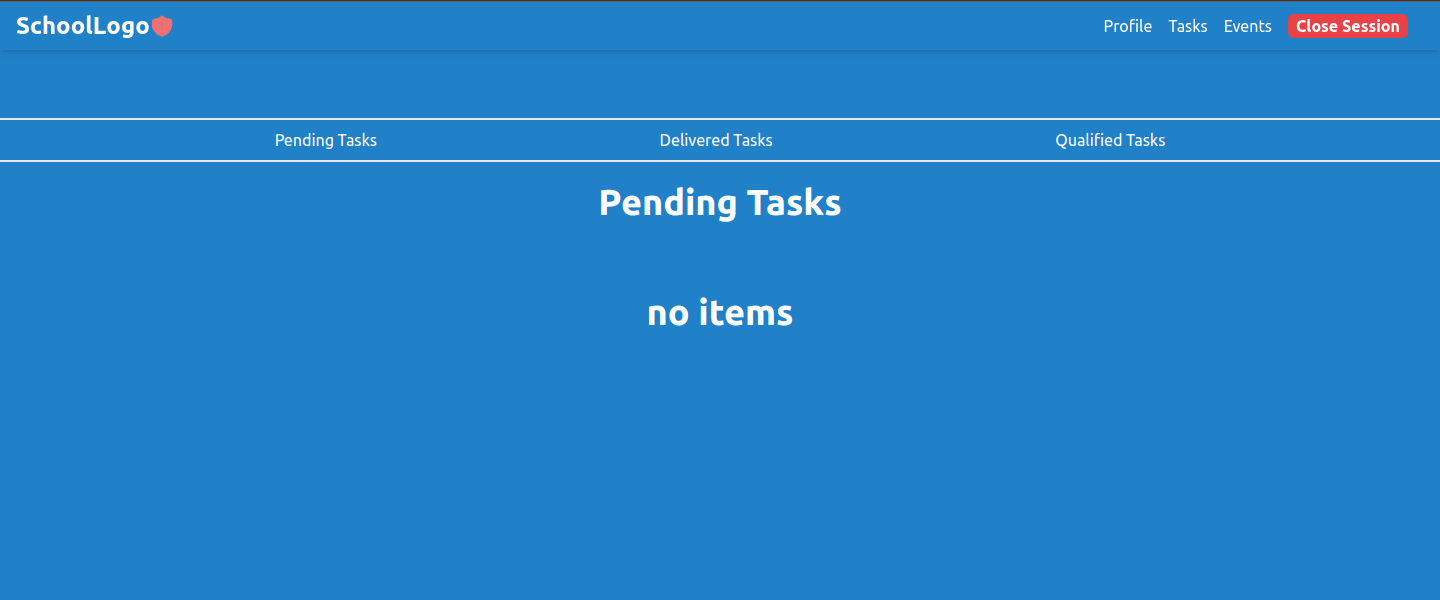 SchoolLogo
Profile Tasks Events Close Session
Pending Tasks Delivered Tasks Qualified Tasks
Pending Tasks
no items